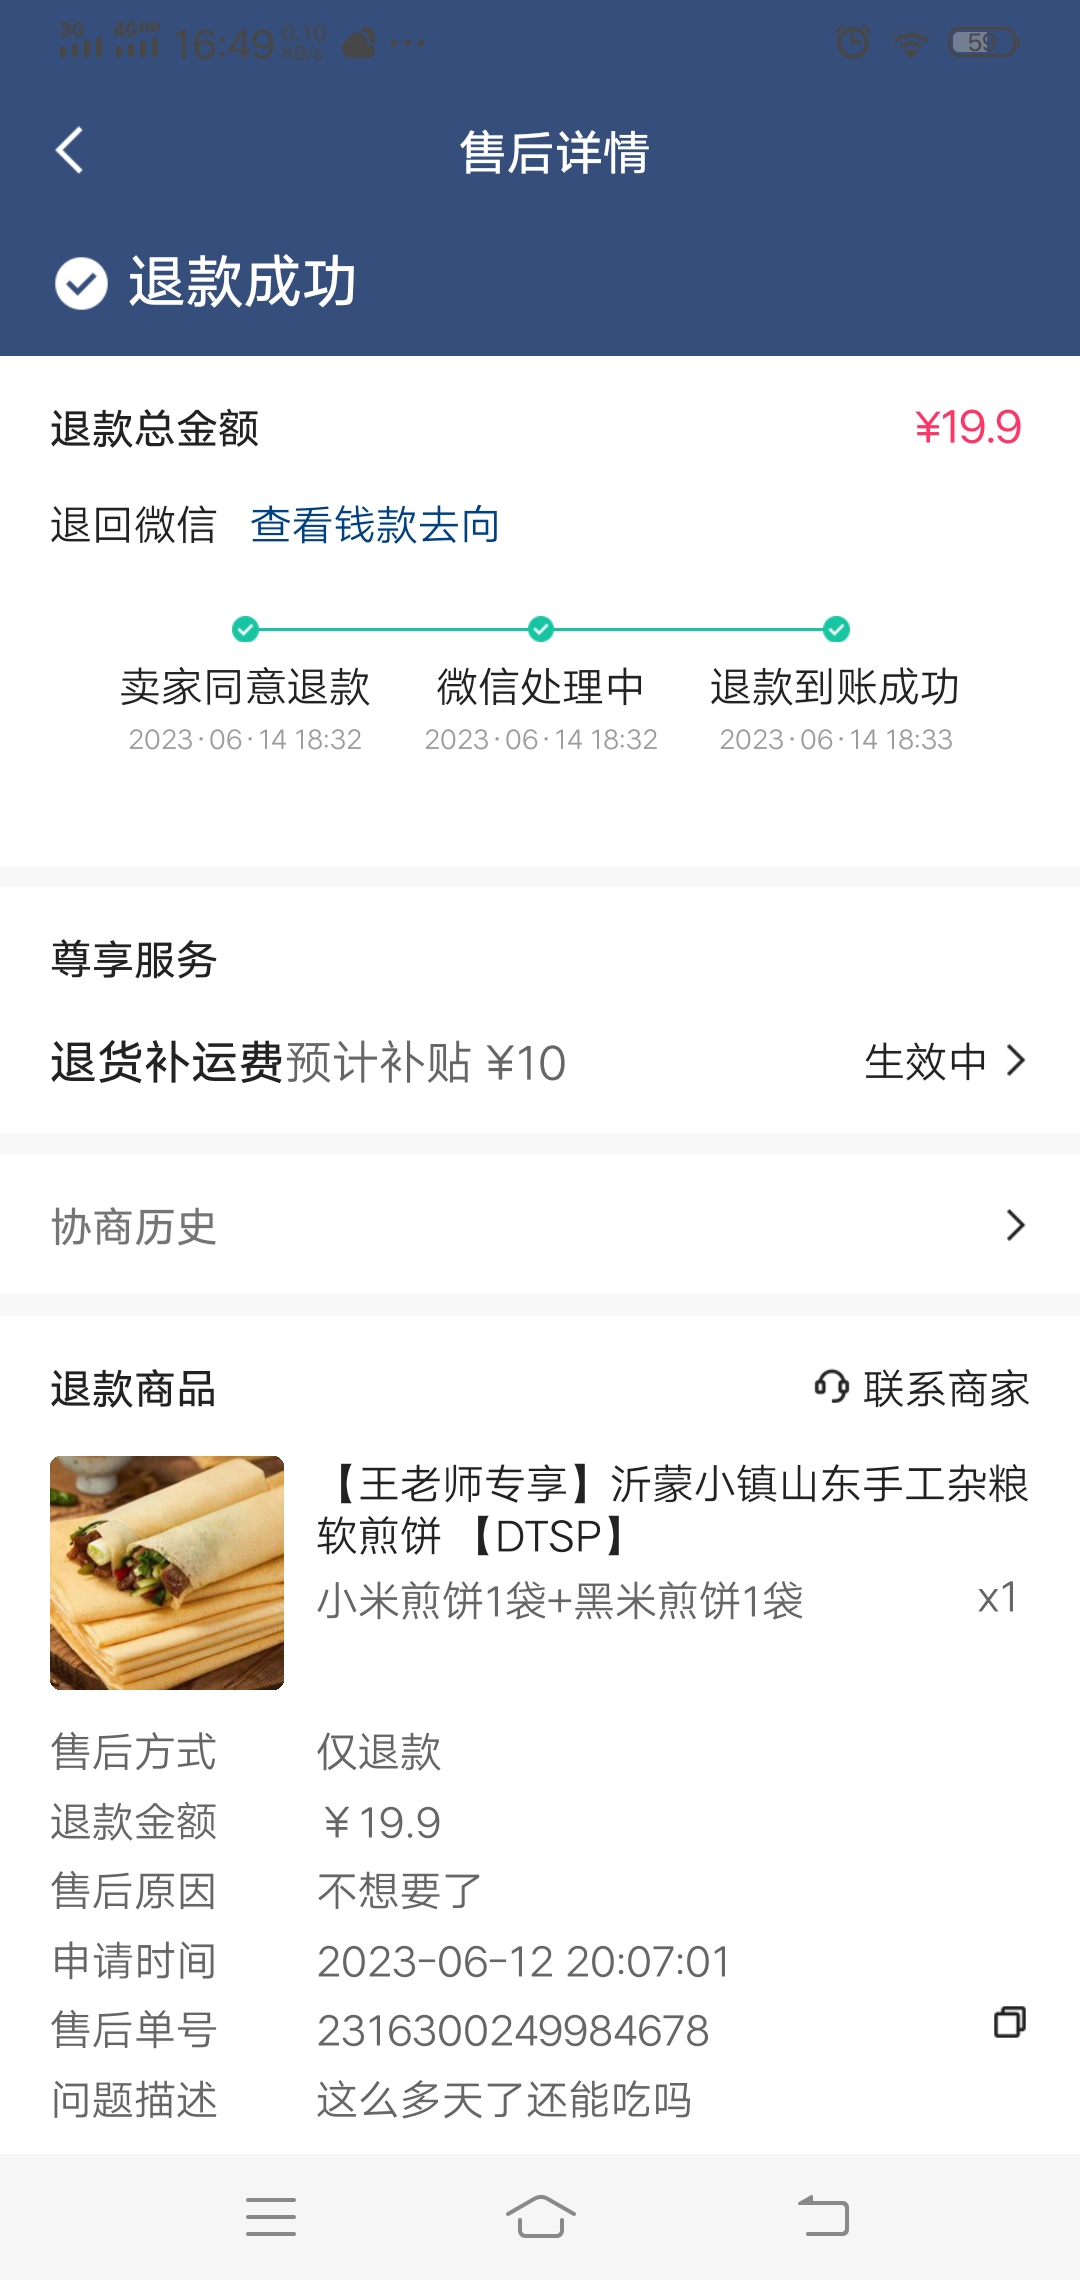 3G 4G HD 16:49 0.10 KB/s ··· 59
售后详情
退款成功
退款总金额 ¥19.9
退回微信 查看钱款去向
卖家同意退款 微信处理中 退款到账成功
2023·06·14 18:32 2023·06·14 18:32 2023·06·14 18:33
尊享服务
退货补运费预计补贴 ¥10 生效中
协商历史
退款商品 联系商家
【王老师专享】沂蒙小镇山东手工杂粮
软煎饼 【DTSP】
小米煎饼1袋+黑米煎饼1袋 x1
售后方式 仅退款
退款金额 ￥19.9
售后原因 不想要了
申请时间 2023-06-12 20:07:01
售后单号 2316300249984678
问题描述 这么多天了还能吃吗